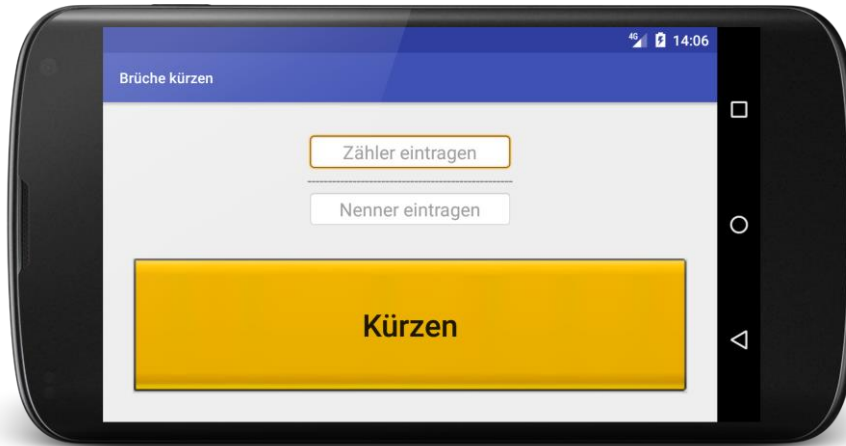 4G 14:06
Brüche kürzen
Zähler eintragen
Nenner eintragen
Kürzen